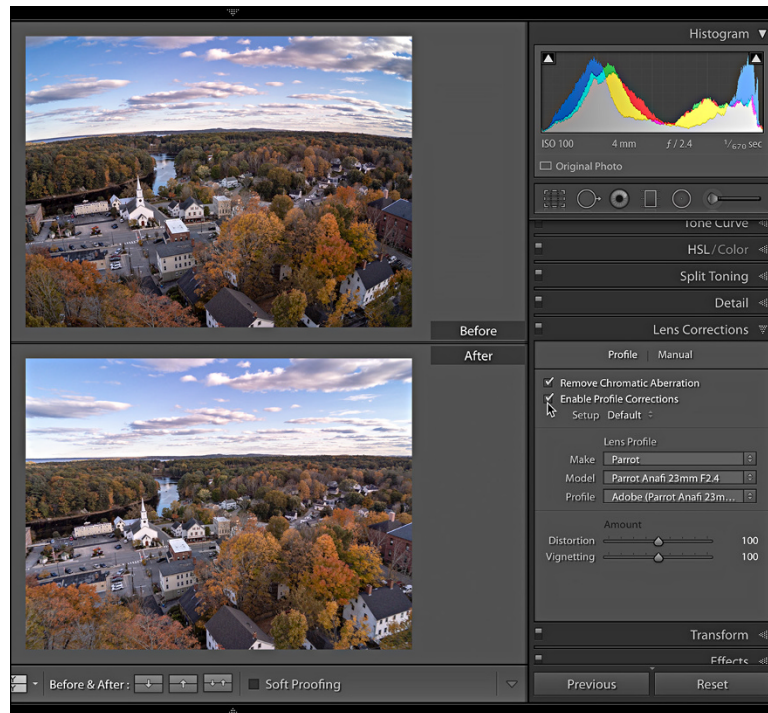 Histogram
ISO 100 4 mm f / 2.4 1/670 sec
Original Photo
Tone Curve
HSL / Color
Split Toning
Detail
Before
Lens Corrections
After
Profile | Manual
Remove Chromatic Aberration
Enable Profile Corrections
Setup Default
Lens Profile
Make Parrot
Model Parrot Anafi 23mm F2.4
Profile Adobe (Parrot Anafi 23m...
Amount
Distortion 100
Vignetting 100
Transform
Effects
Before & After : Soft Proofing
Previous Reset